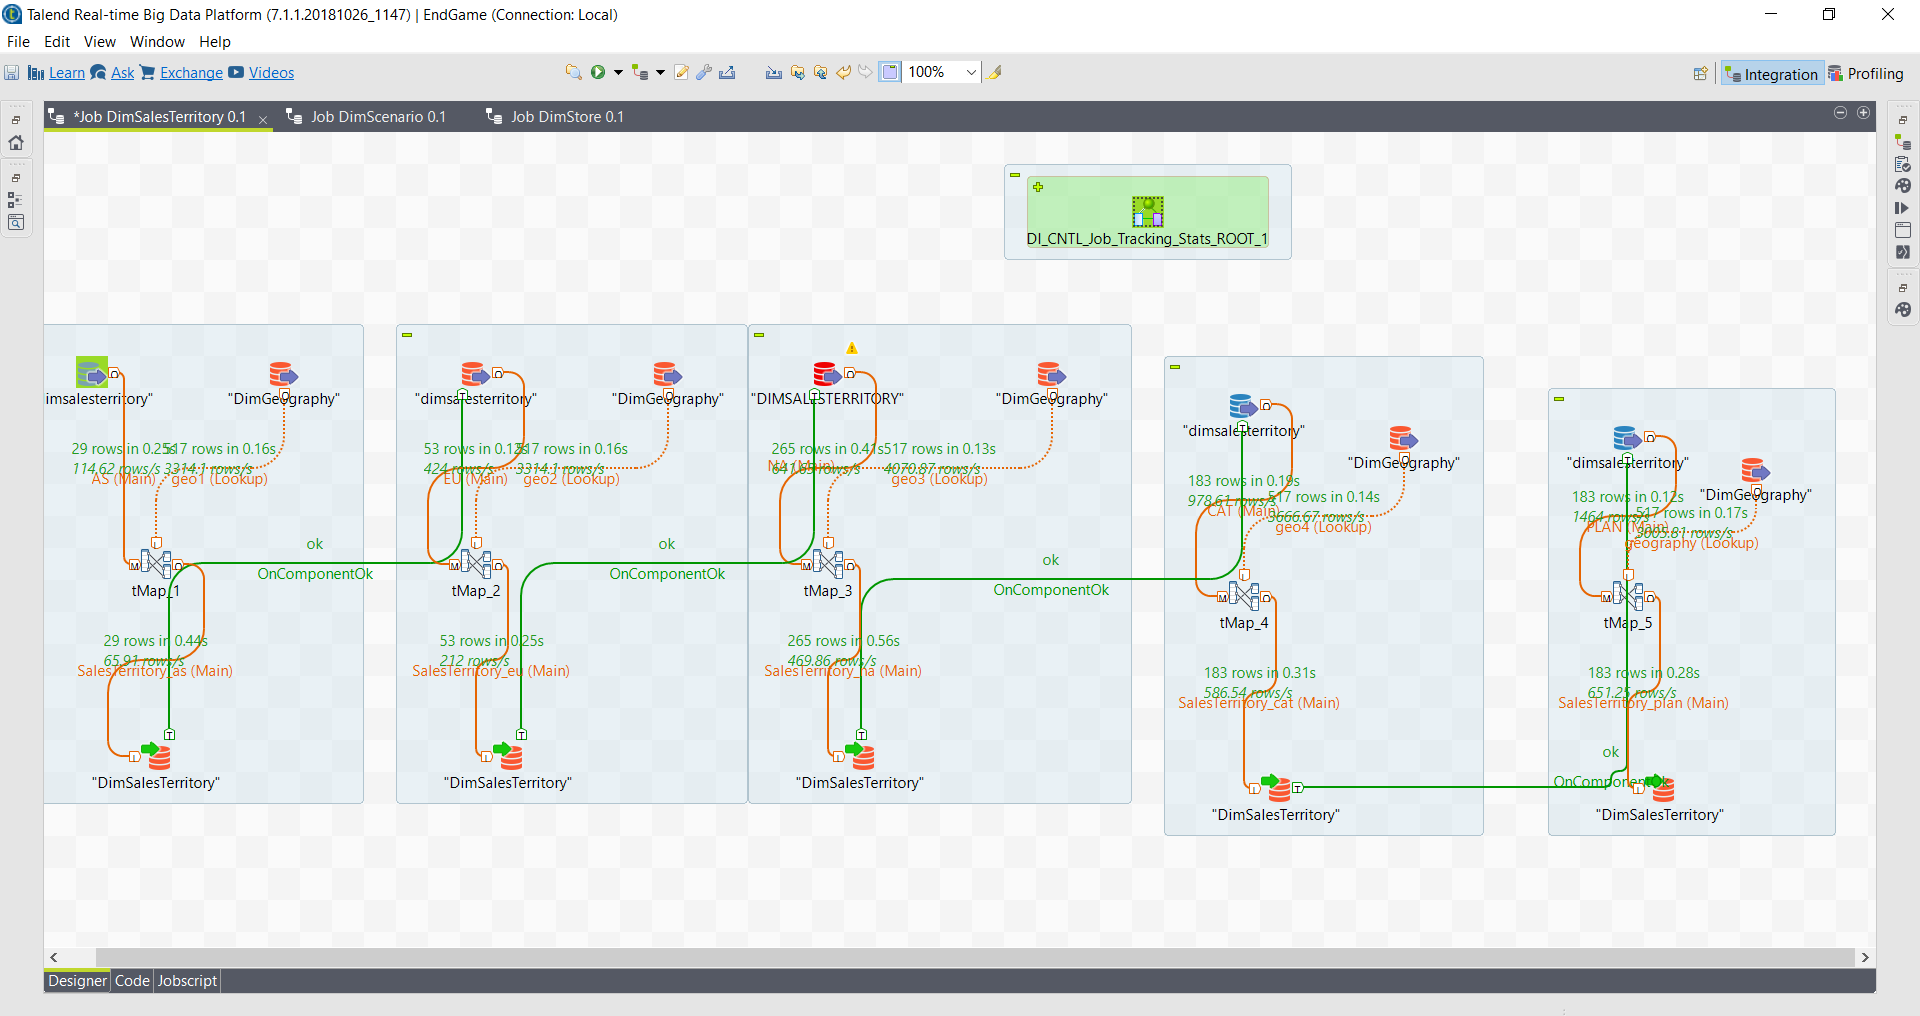 Talend Real-time Big Data Platform (7.1.1.20181026_1147) | EndGame (Connection: Local)
File Edit View Window Help
Learn Ask Exchange Videos
100%
Integration Profiling
*Job DimSalesTerritory 0.1
Job DimScenario 0.1
Job DimStore 0.1
DI_CNTL_Job_Tracking_Stats_ROOT_1
imsalesterritory"
"DimGeography"
29 rows in 0.25s
517 rows in 0.16s
114.62 rows/s
3314.1 rows/s
AS (Main)
geo1 (Lookup)
tMap_1
ok
OnComponentOk
29 rows in 0.44s
65.91 rows/s
SalesTerritory_as (Main)
"DimSalesTerritory"
"dimsalesterritory"
"DimGeography"
53 rows in 0.12s
517 rows in 0.16s
424 rows/s
3314.1 rows/s
EU (Main)
geo2 (Lookup)
tMap_2
ok
OnComponentOk
53 rows in 0.25s
212 rows/s
SalesTerritory_eu (Main)
"DimSalesTerritory"
"DIMSALESTERRITORY"
"DimGeography"
265 rows in 0.41s
517 rows in 0.13s
NA (Main)
4070.87 rows/s
geo3 (Lookup)
tMap_3
ok
OnComponentOk
265 rows in 0.56s
469.86 rows/s
SalesTerritory_na (Main)
"DimSalesTerritory"
"dimsalesterritory"
"DimGeography"
183 rows in 0.19s
517 rows in 0.14s
978.61 rows/s
3666.67 rows/s
CAT (Main)
geo4 (Lookup)
tMap_4
183 rows in 0.31s
586.54 rows/s
SalesTerritory_cat (Main)
"DimSalesTerritory"
"dimsalesterritory"
"DimGeography"
183 rows in 0.12s
517 rows in 0.17s
1464 rows/s
PLAN (Main)
geography (Lookup)
tMap_5
183 rows in 0.28s
651.25 rows/s
SalesTerritory_plan (Main)
ok
OnComponentOk
"DimSalesTerritory"
Designer Code Jobscript